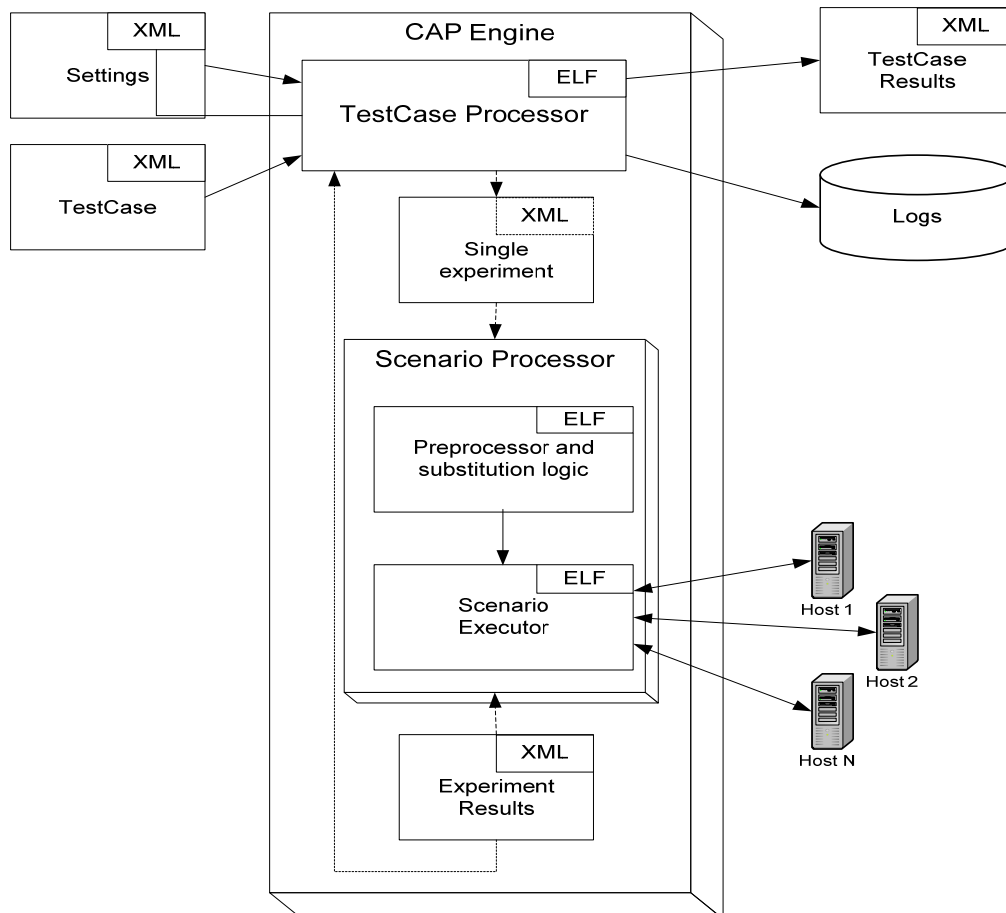 XML
Settings
XML
TestCase
CAP Engine
ELF
TestCase Processor
XML
Single
experiment
Scenario Processor
ELF
Preprocessor and
substitution logic
ELF
Scenario
Executor
XML
Experiment
Results
XML
TestCase
Results
Logs
Host 1
Host 2
Host N